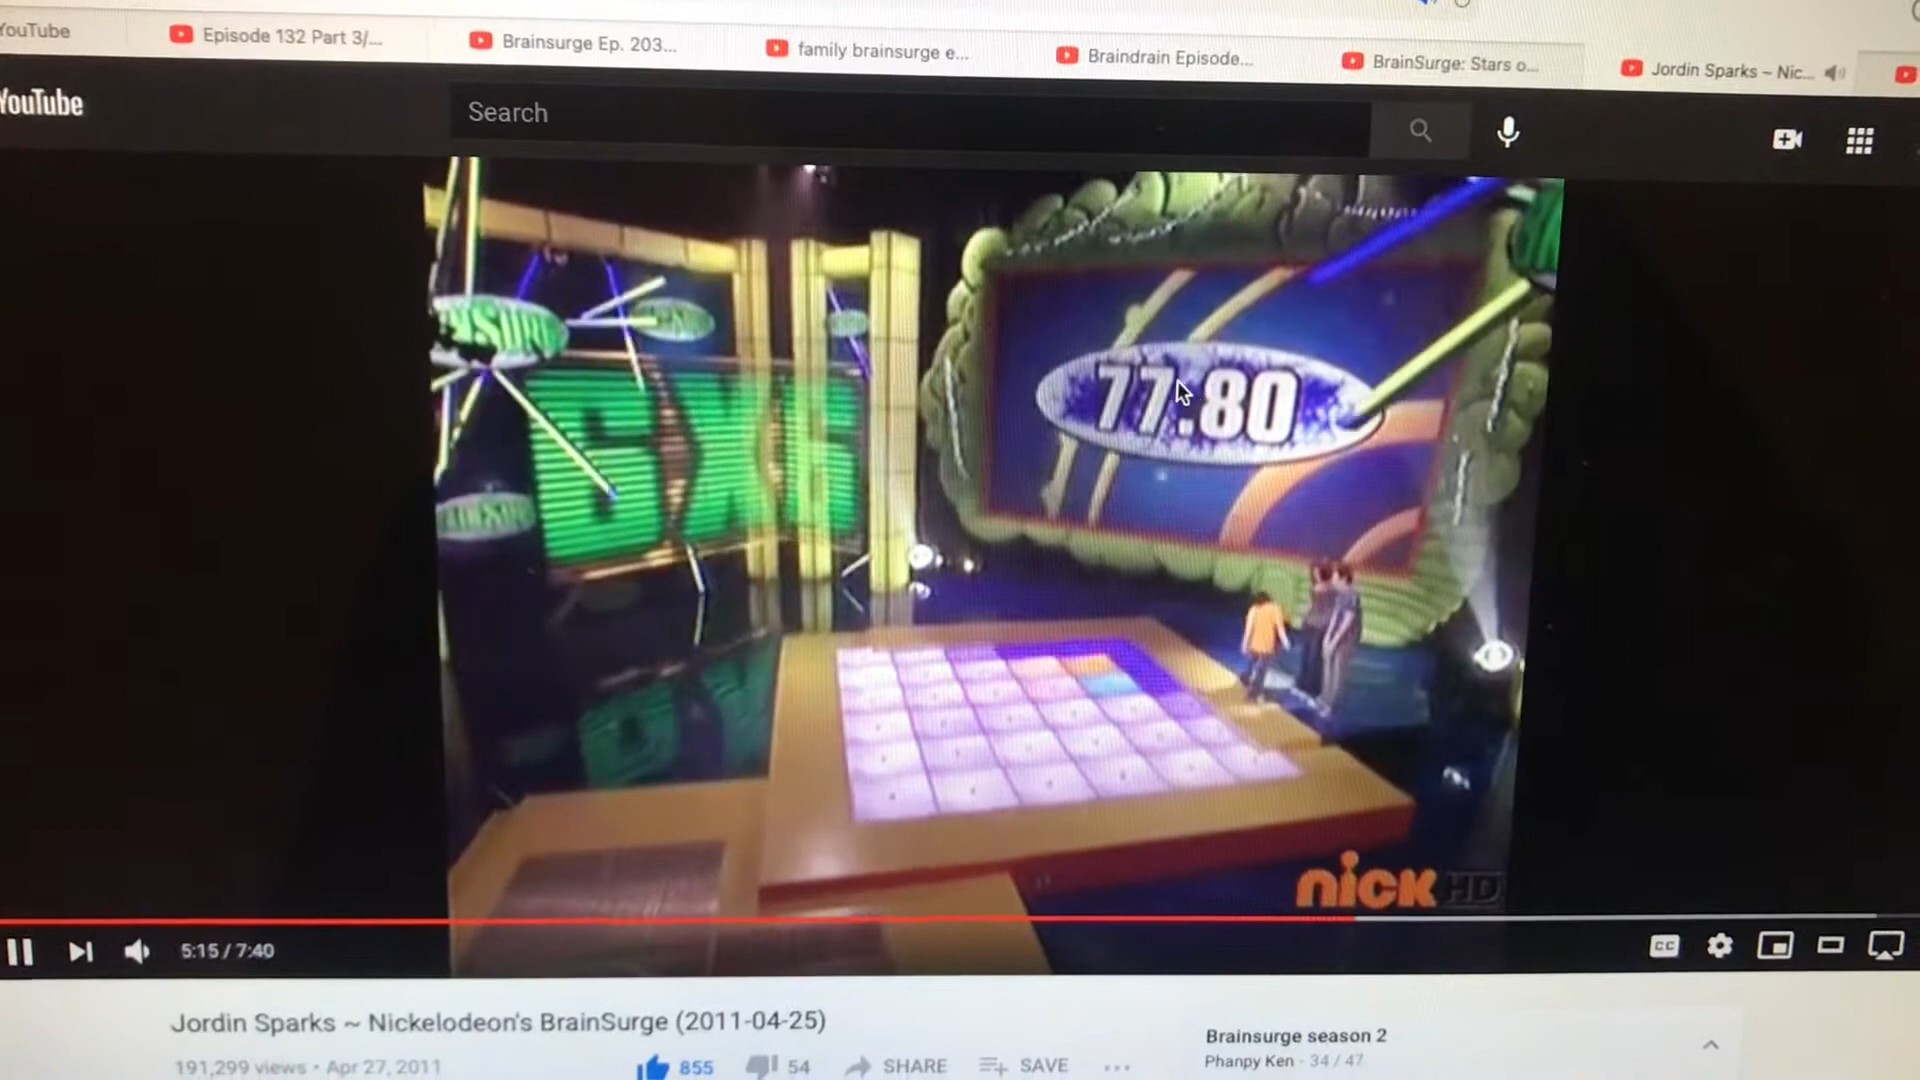 YouTube
Episode 132 Part 3/...
Brainsurge Ep. 203...
family brainsurge e...
Braindrain Episode...
BrainSurge: Stars o...
Jordin Sparks ~ Nic...
YouTube
Search
77.80
6X6
nick HD
5:15 / 7:40
CC
Jordin Sparks ~ Nickelodeon's BrainSurge (2011-04-25)
191,299 views • Apr 27, 2011
855
54
SHARE
SAVE
Brainsurge season 2
Phanpy Ken - 34 / 47